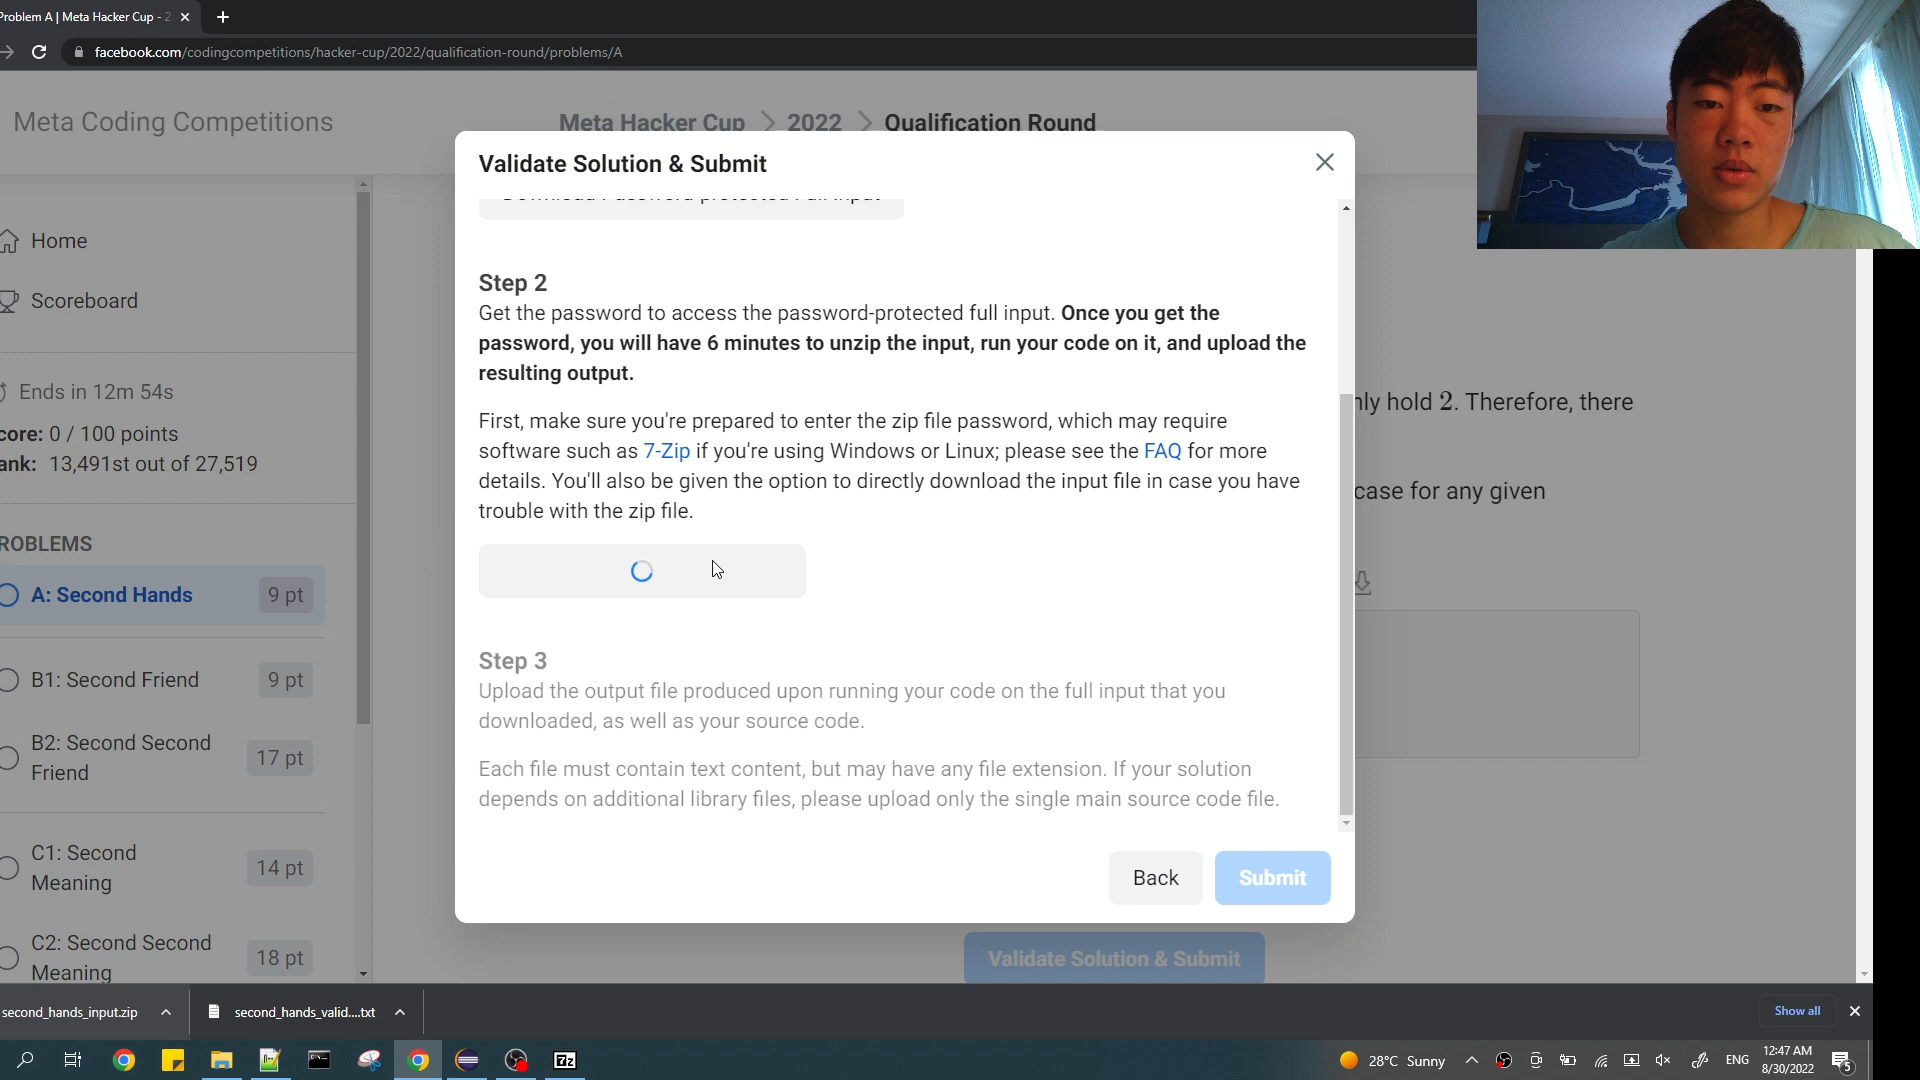 Problem A | Meta Hacker Cup - 2
facebook.com/codingcompetitions/hacker-cup/2022/qualification-round/problems/A
Meta Coding Competitions
Meta Hacker Cup
2022
Qualification Round
Home
Scoreboard
Ends in 12m 54s
core: 0 / 100 points
ank: 13,491st out of 27,519
ROBLEMS
A: Second Hands
9 pt
B1: Second Friend
9 pt
B2: Second Second
Friend
17 pt
C1: Second
Meaning
14 pt
C2: Second Second
Meaning
18 pt
Validate Solution & Submit
Download Password-protected Full Input
Step 2
Get the password to access the password-protected full input. Once you get the
password, you will have 6 minutes to unzip the input, run your code on it, and upload the
resulting output.
First, make sure you're prepared to enter the zip file password, which may require
software such as 7-Zip if you're using Windows or Linux; please see the FAQ for more
details. You'll also be given the option to directly download the input file in case you have
trouble with the zip file.
Step 3
Upload the output file produced upon running your code on the full input that you
downloaded, as well as your source code.
Each file must contain text content, but may have any file extension. If your solution
depends on additional library files, please upload only the single main source code file.
Back
Submit
nly hold 2. Therefore, there
case for any given
Validate Solution & Submit
second_hands_input.zip
second_hands_valid....txt
Show all
7z
28°C Sunny
ENG
12:47 AM
8/30/2022
5